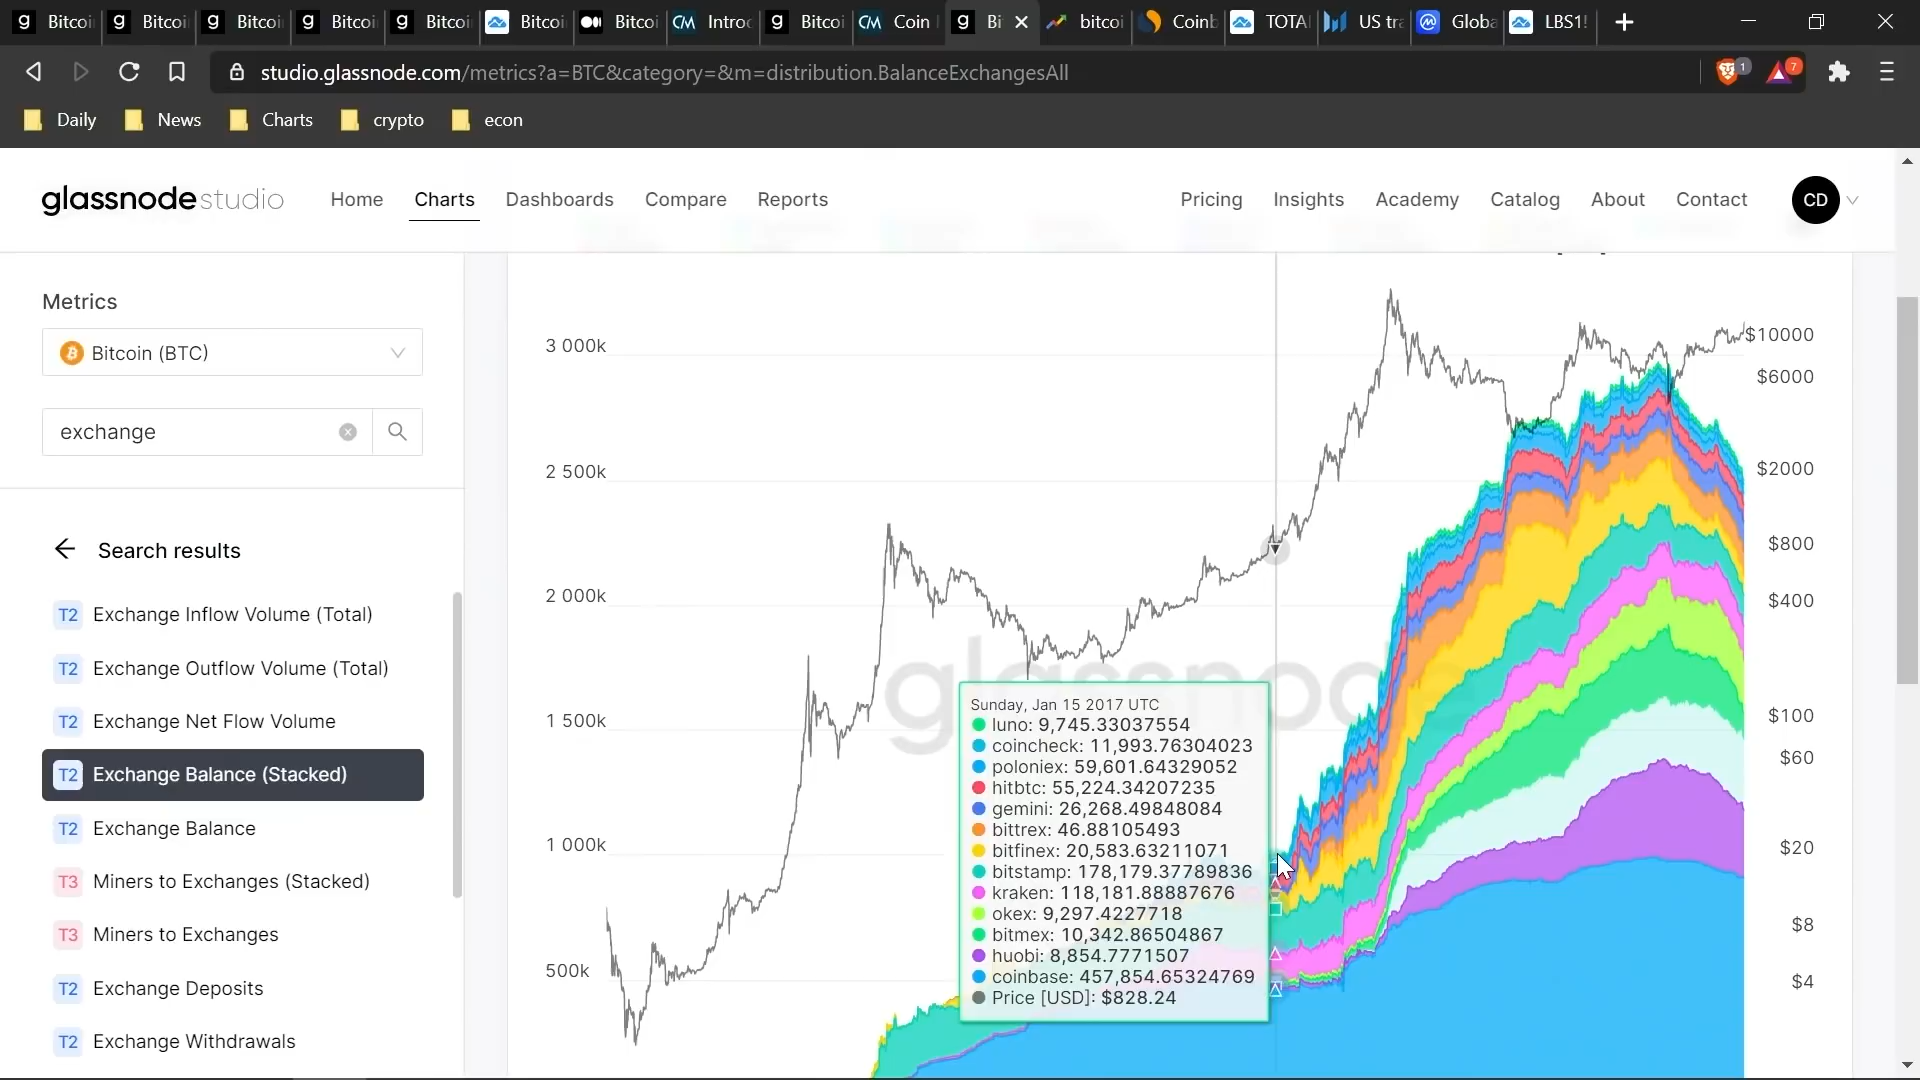 Bitcoi Bitcoi Bitcoi Bitcoi Bitcoi Bitcoi Bitco Introc Bitco Coin Bi bitcoi Coinb TOTAL US tra Globa LBS1!
studio.glassnode.com/metrics?a=BTC&category=&m=distribution.BalanceExchangesAll 1 7
Daily News Charts crypto econ
glassnodestudio Home Charts Dashboards Compare Reports Pricing Insights Academy Catalog About Contact CD
Metrics
Bitcoin (BTC)
exchange
Search results
T2 Exchange Inflow Volume (Total)
T2 Exchange Outflow Volume (Total)
T2 Exchange Net Flow Volume
T2 Exchange Balance (Stacked)
T2 Exchange Balance
T3 Miners to Exchanges (Stacked)
T3 Miners to Exchanges
T2 Exchange Deposits
T2 Exchange Withdrawals
3 000k
2 500k
2 000k
1 500k
1 000k
500k
glassnode
Sunday, Jan 15 2017 UTC
luno: 9,745.33037554
coincheck: 11,993.76304023
poloniex: 59,601.64329052
hitbtc: 55,224.34207235
gemini: 26,268.49848084
bittrex: 46.88105493
bitfinex: 20,583.63211071
bitstamp: 178,179.37789836
kraken: 118,181.88887676
okex: 9,297.4227718
bitmex: 10,342.86504867
huobi: 8,854.7771507
coinbase: 457,854.65324769
Price [USD]: $828.24
$10000
$6000
$2000
$800
$400
$100
$60
$20
$8
$4